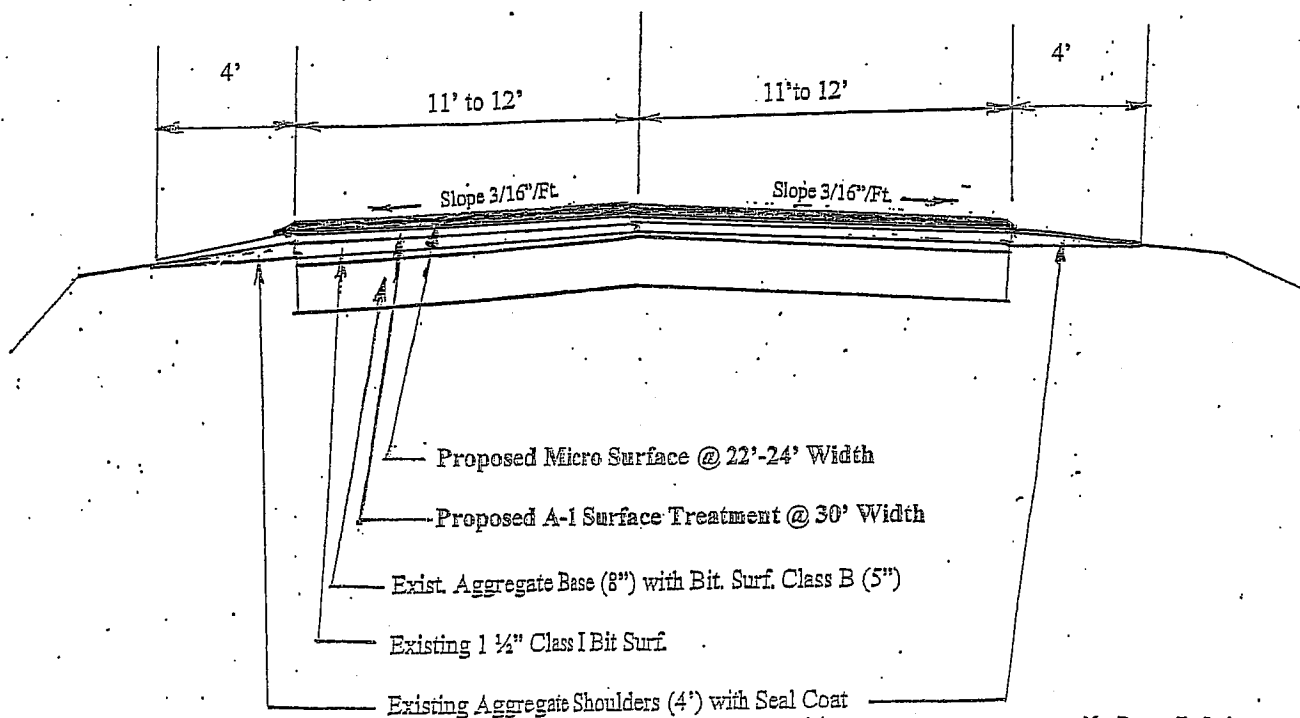 4'
4'
11' to 12'
11' to 12'
Slope 3/16"/Ft.
Slope 3/16"/Ft.
Proposed Micro Surface @ 22'-24' Width
Proposed A-1 Surface Treatment @ 30' Width
Exist. Aggregate Base (8") with Bit. Surf. Class B (5")
Existing 1 ½" Class I Bit Surf.
Existing Aggregate Shoulders (4') with Seal Coat